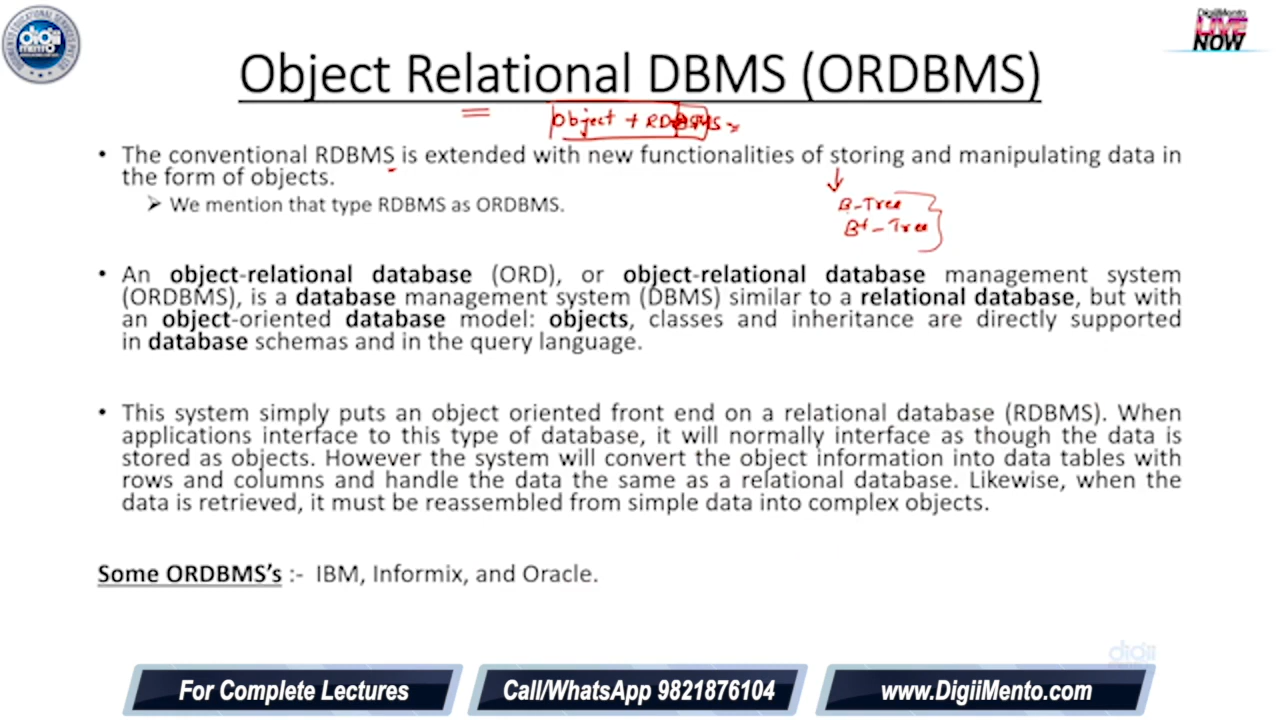 digii
mento
DigiiMento
LIVE
NOW
Object Relational DBMS (ORDBMS)
Object + RDBMS
• The conventional RDBMS is extended with new functionalities of storing and manipulating data in
the form of objects.
➢ We mention that type RDBMS as ORDBMS.
B-Tree
B+-Tree
• An object-relational database (ORD), or object-relational database management system
(ORDBMS), is a database management system (DBMS) similar to a relational database, but with
an object-oriented database model: objects, classes and inheritance are directly supported
in database schemas and in the query language.
• This system simply puts an object oriented front end on a relational database (RDBMS). When
applications interface to this type of database, it will normally interface as though the data is
stored as objects. However the system will convert the object information into data tables with
rows and columns and handle the data the same as a relational database. Likewise, when the
data is retrieved, it must be reassembled from simple data into complex objects.
Some ORDBMS's :- IBM, Informix, and Oracle.
digii
For Complete Lectures
Call/WhatsApp 9821876104
www.DigiiMento.com